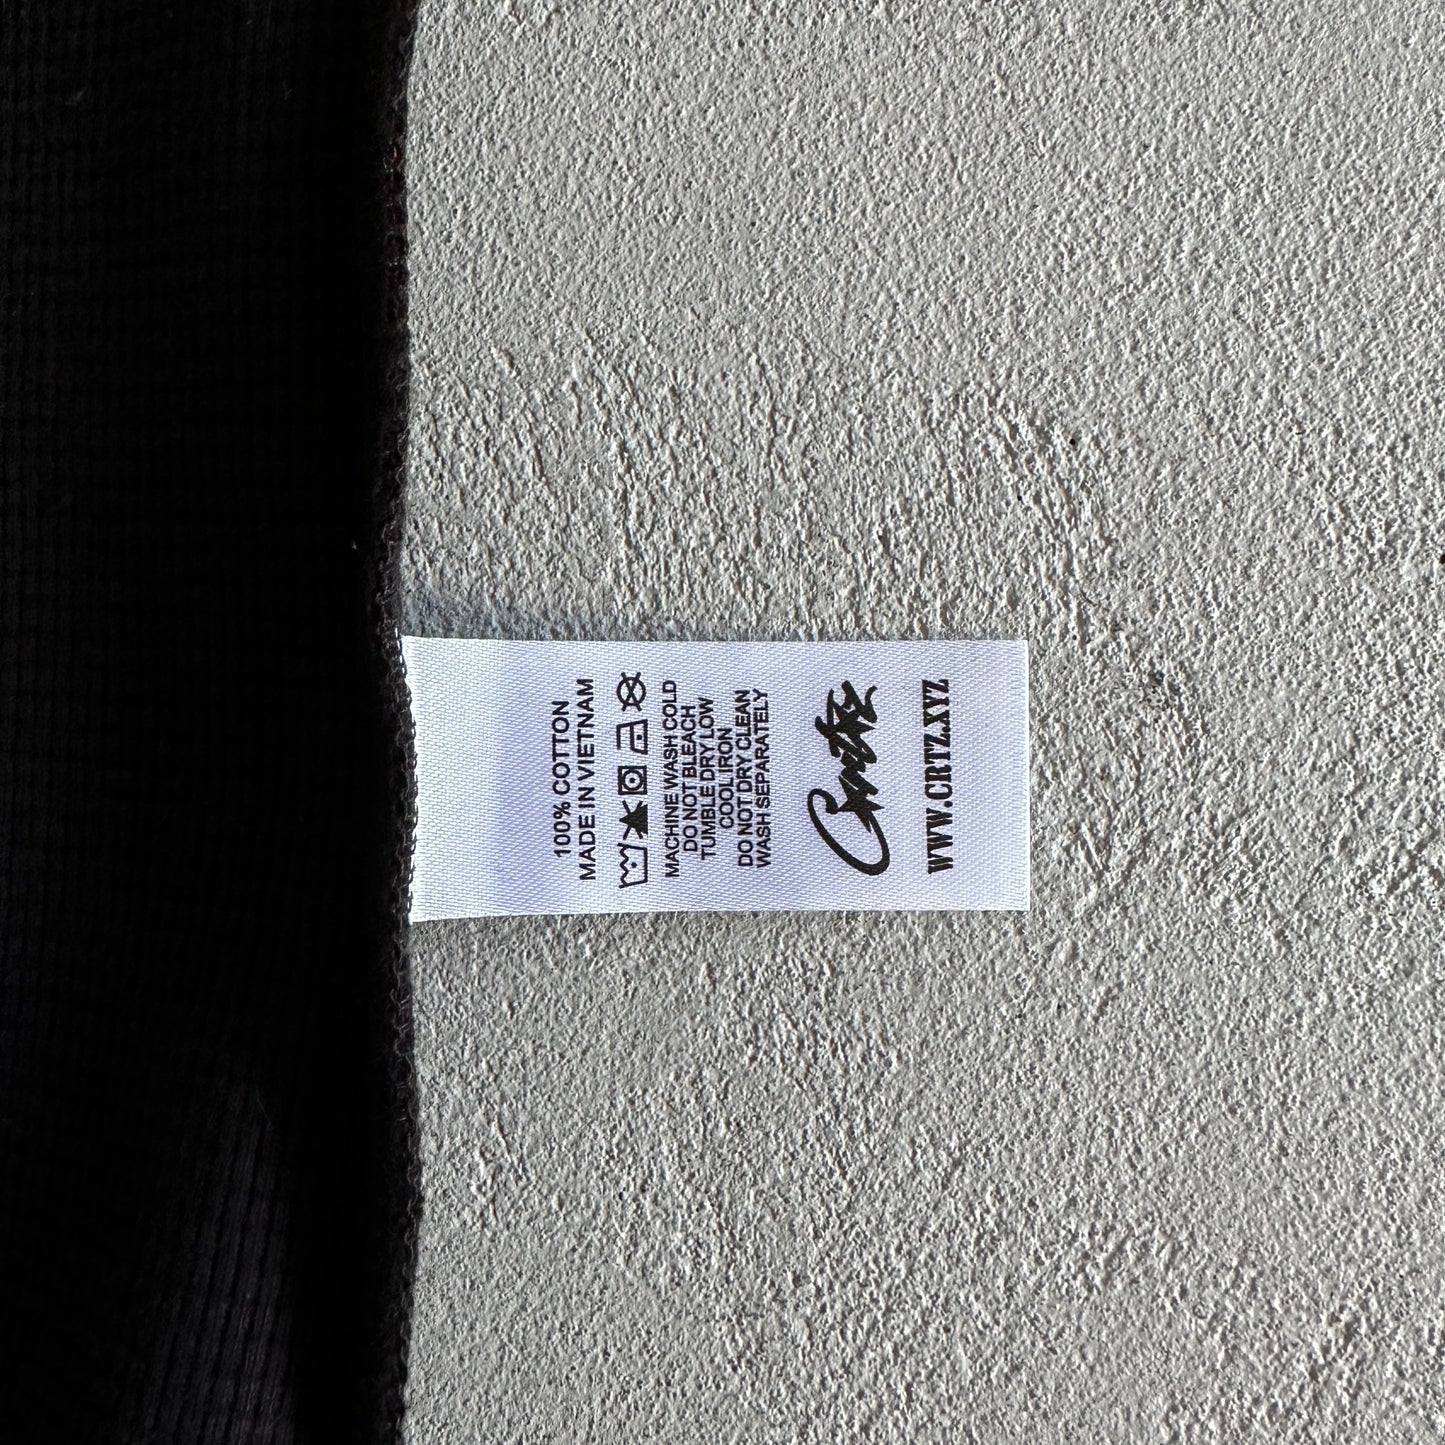 100% COTTON
MADE IN VIETNAM
MACHINE WASH COLD
DO NOT BLEACH
TUMBLE DRY LOW
COOL IRON
DO NOT DRY CLEAN
WASH SEPARATELY
Corteiz
WWW.CRTZ.XYZ